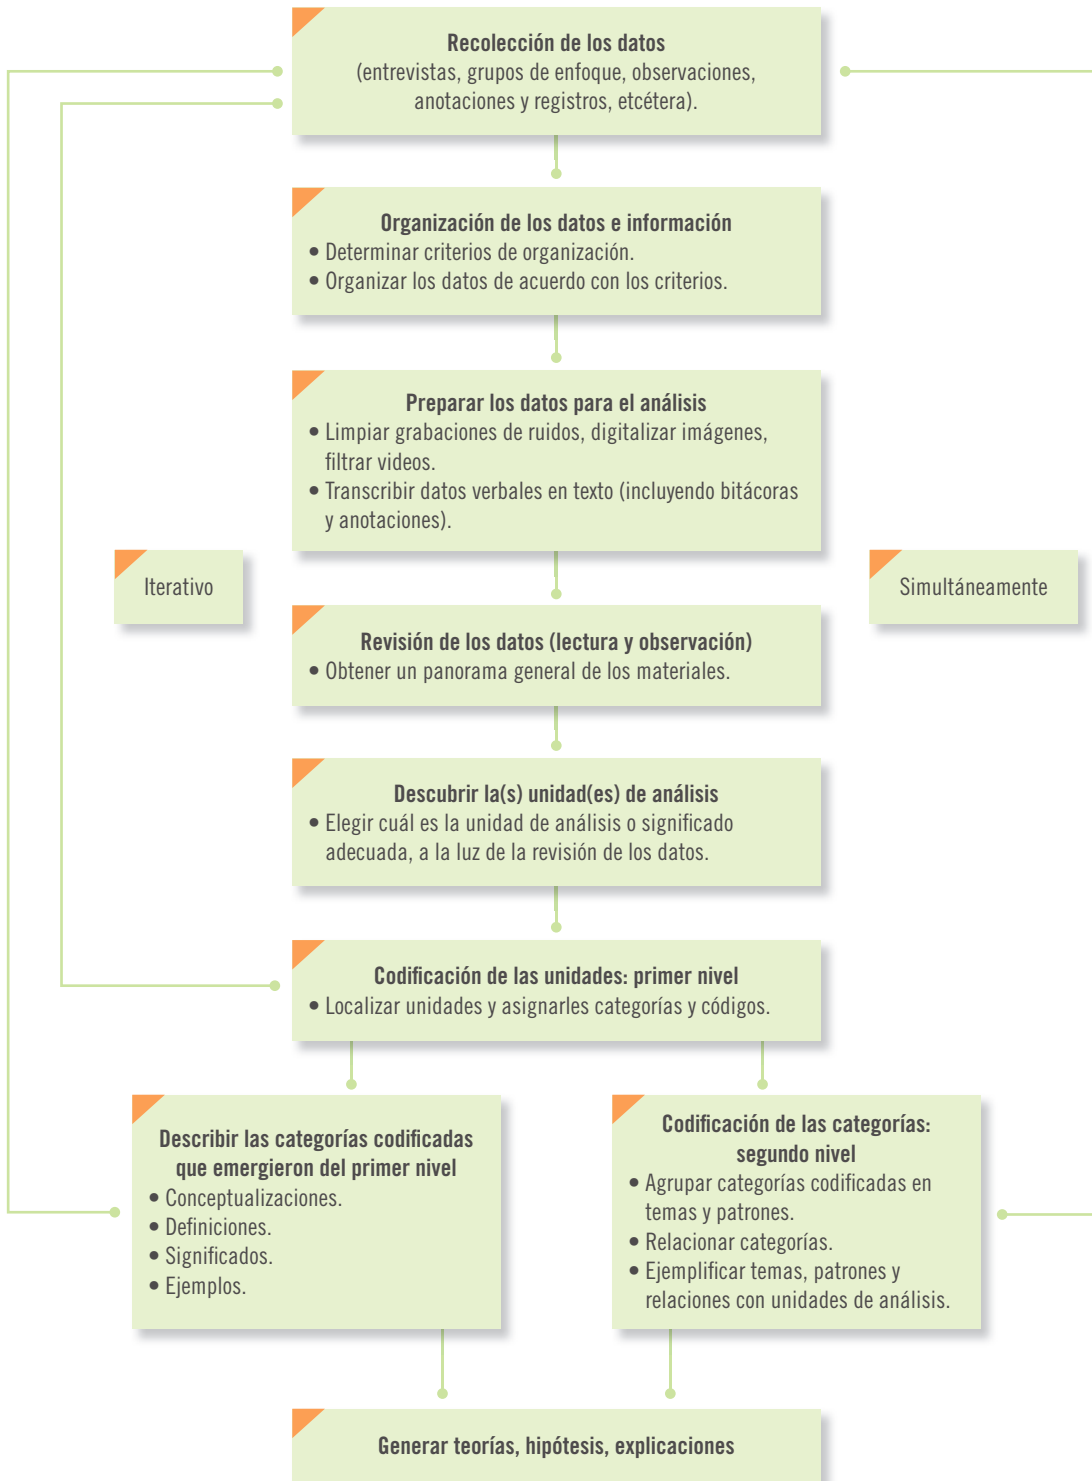 Recolección de los datos
(entrevistas, grupos de enfoque, observaciones,
anotaciones y registros, etcétera).
Organización de los datos e información
• Determinar criterios de organización.
• Organizar los datos de acuerdo con los criterios.
Preparar los datos para el análisis
• Limpiar grabaciones de ruidos, digitalizar imágenes,
filtrar videos.
• Transcribir datos verbales en texto (incluyendo bitácoras
y anotaciones).
Iterativo
Simultáneamente
Revisión de los datos (lectura y observación)
• Obtener un panorama general de los materiales.
Descubrir la(s) unidad(es) de análisis
• Elegir cuál es la unidad de análisis o significado
adecuada, a la luz de la revisión de los datos.
Codificación de las unidades: primer nivel
• Localizar unidades y asignarles categorías y códigos.
Describir las categorías codificadas
que emergieron del primer nivel
• Conceptualizaciones.
• Definiciones.
• Significados.
• Ejemplos.
Codificación de las categorías:
segundo nivel
• Agrupar categorías codificadas en
temas y patrones.
• Relacionar categorías.
• Ejemplificar temas, patrones y
relaciones con unidades de análisis.
Generar teorías, hipótesis, explicaciones